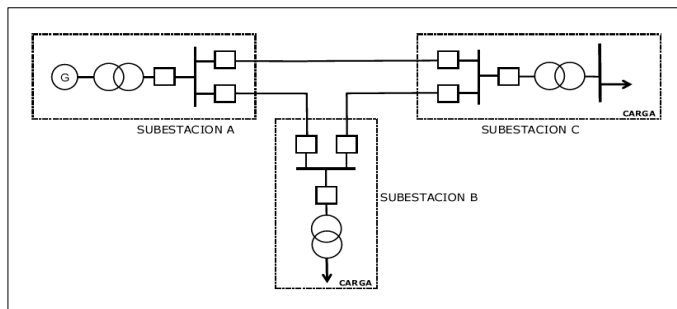 G
CARGA
SUBESTACION A
SUBESTACION C
SUBESTACION B
CARGA